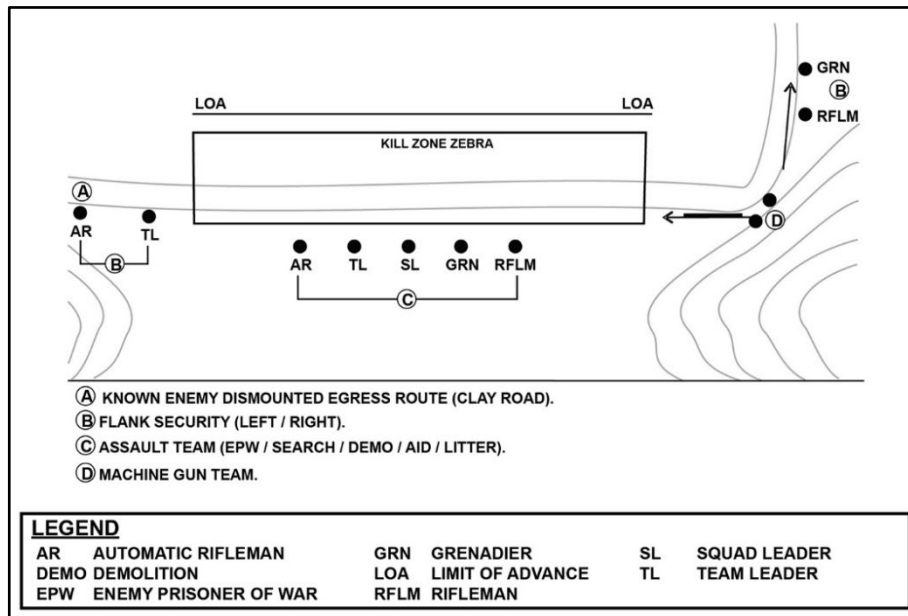 GRN
B
RFLM
LOA LOA
KILL ZONE ZEBRA
A
AR TL
B
D
AR TL SL GRN RFLM
C
A KNOWN ENEMY DISMOUNTED EGRESS ROUTE (CLAY ROAD).
B FLANK SECURITY (LEFT / RIGHT).
C ASSAULT TEAM (EPW / SEARCH / DEMO / AID / LITTER).
D MACHINE GUN TEAM.
LEGEND
AR AUTOMATIC RIFLEMAN GRN GRENADIER SL SQUAD LEADER
DEMO DEMOLITION LOA LIMIT OF ADVANCE TL TEAM LEADER
EPW ENEMY PRISONER OF WAR RFLM RIFLEMAN